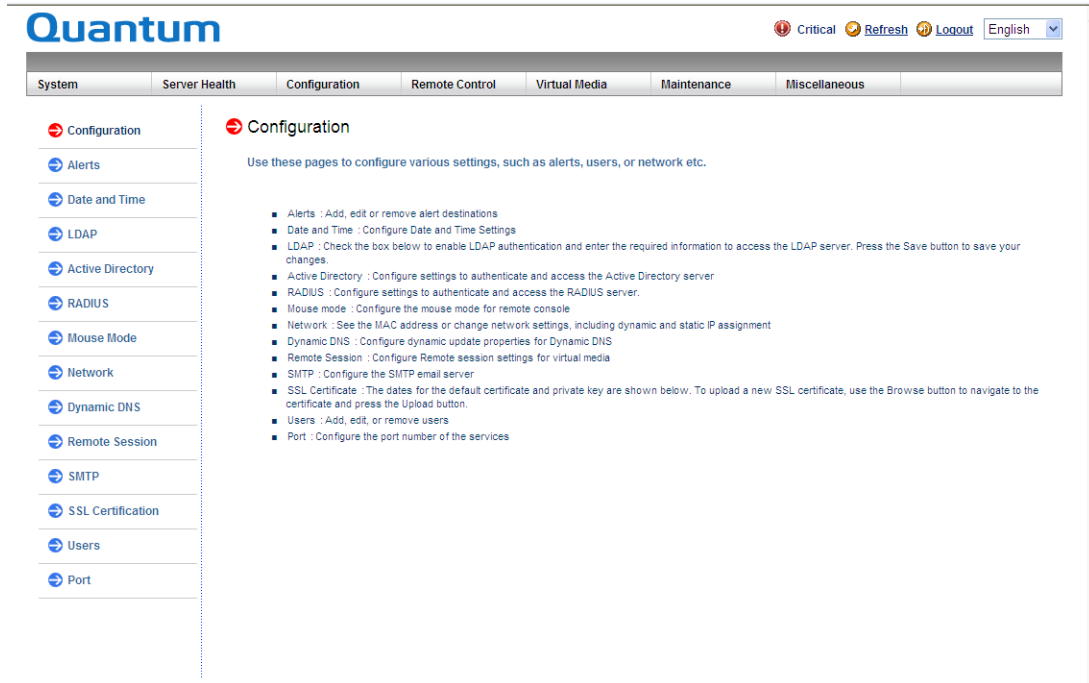 Quantum
Critical Refresh Logout English
System Server Health Configuration Remote Control Virtual Media Maintenance Miscellaneous
Configuration
Alerts
Date and Time
LDAP
Active Directory
RADIUS
Mouse Mode
Network
Dynamic DNS
Remote Session
SMTP
SSL Certification
Users
Port
Configuration
Use these pages to configure various settings, such as alerts, users, or network etc.
Alerts : Add, edit or remove alert destinations
Date and Time : Configure Date and Time Settings
LDAP : Check the box below to enable LDAP authentication and enter the required information to access the LDAP server. Press the Save button to save your
changes.
Active Directory : Configure settings to authenticate and access the Active Directory server
RADIUS : Configure settings to authenticate and access the RADIUS server.
Mouse mode : Configure the mouse mode for remote console
Network : See the MAC address or change network settings, including dynamic and static IP assignment
Dynamic DNS : Configure dynamic update properties for Dynamic DNS
Remote Session : Configure Remote session settings for virtual media
SMTP : Configure the SMTP email server
SSL Certificate : The dates for the default certificate and private key are shown below. To upload a new SSL certificate, use the Browse button to navigate to the
certificate and press the Upload button.
Users : Add, edit, or remove users
Port : Configure the port number of the services